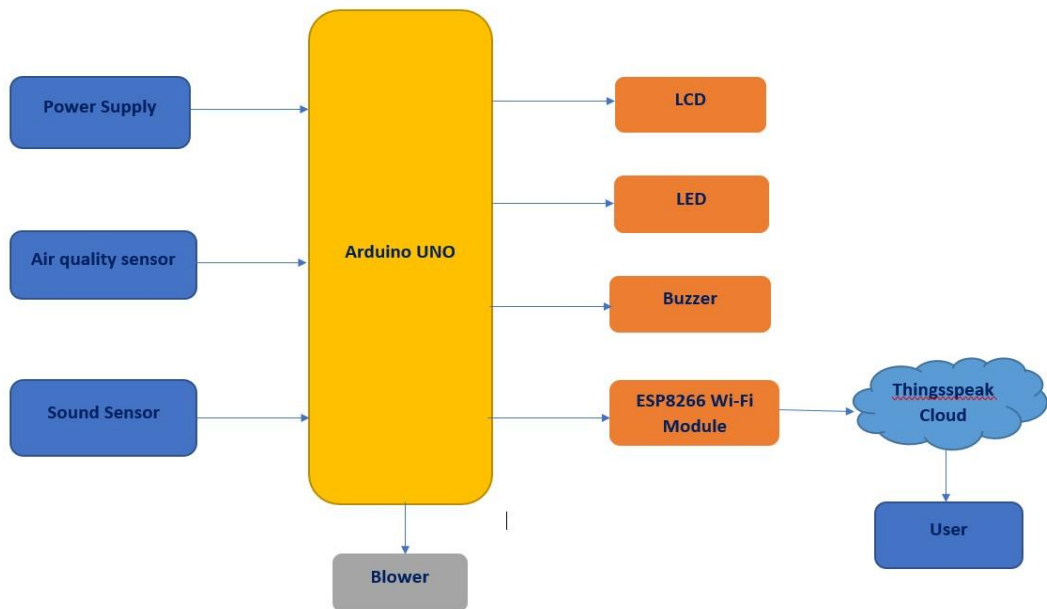 Power Supply
Air quality sensor
Sound Sensor
Arduino UNO
LCD
LED
Buzzer
ESP8266 Wi-Fi
Module
Thingsspeak
Cloud
User
Blower